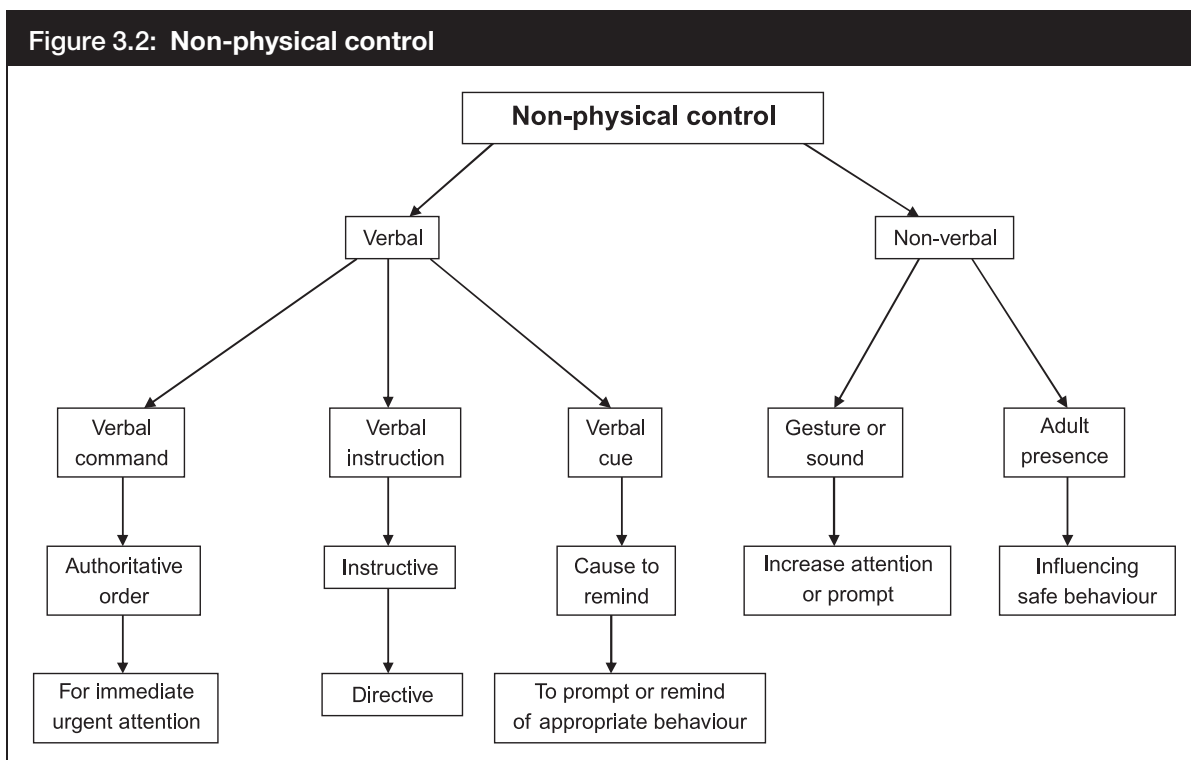 Figure 3.2: Non-physical control
Non-physical control
Verbal
Non-verbal
Verbal
command
Verbal
instruction
Verbal
cue
Gesture or
sound
Adult
presence
Authoritative
order
Instructive
Cause to
remind
Increase attention
or prompt
Influencing
safe behaviour
For immediate
urgent attention
Directive
To prompt or remind
of appropriate behaviour